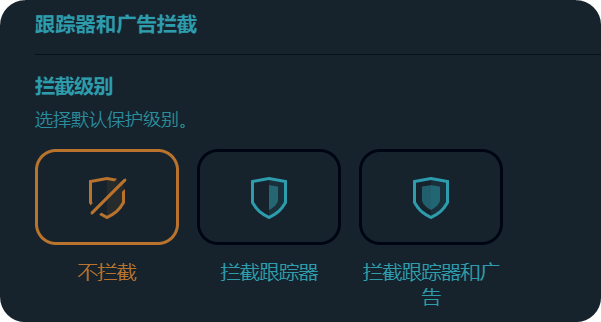 跟踪器和广告拦截
拦截级别
选择默认保护级别。
不拦截
拦截跟踪器
拦截跟踪器和广
告